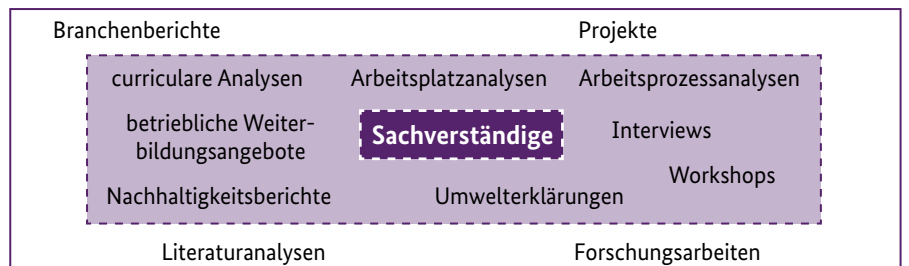 Branchenberichte
Projekte
curriculare Analysen
Arbeitsplatzanalysen
Arbeitsprozessanalysen
betriebliche Weiter-
bildungsangebote
Sachverständige
Interviews
Workshops
Nachhaltigkeitsberichte
Umwelterklärungen
Literaturanalysen
Forschungsarbeiten